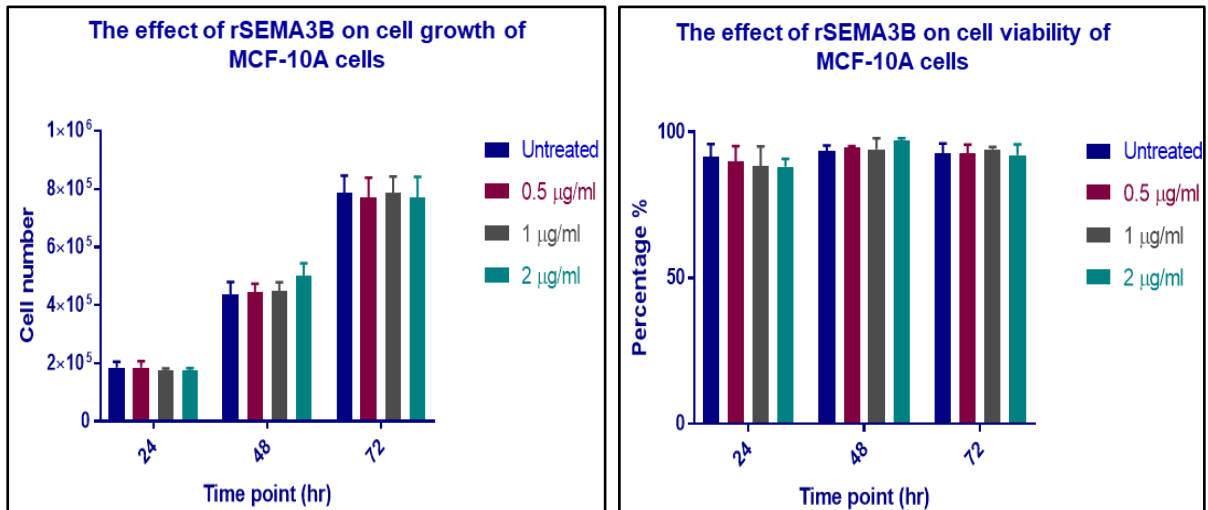 The effect of rSEMA3B on cell growth of
MCF-10A cells
1×10⁶
8×10⁵
6×10⁵
4×10⁵
2×10⁵
0
Cell number
24
48
72
Time point (hr)
Untreated
0.5 µg/ml
1 µg/ml
2 µg/ml
The effect of rSEMA3B on cell viability of
MCF-10A cells
100
50
0
Percentage %
24
48
72
Time point (hr)
Untreated
0.5 µg/ml
1 µg/ml
2 µg/ml